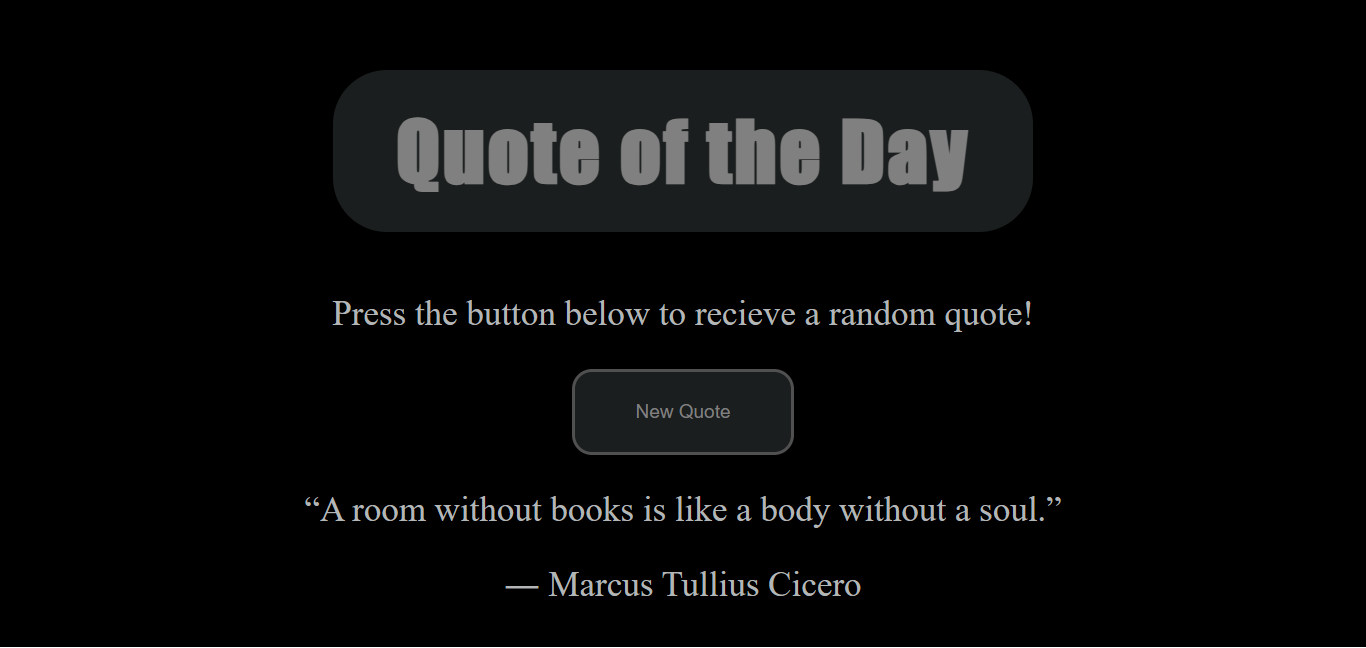 Quote of the Day
Press the button below to recieve a random quote!
New Quote
“A room without books is like a body without a soul.”
― Marcus Tullius Cicero